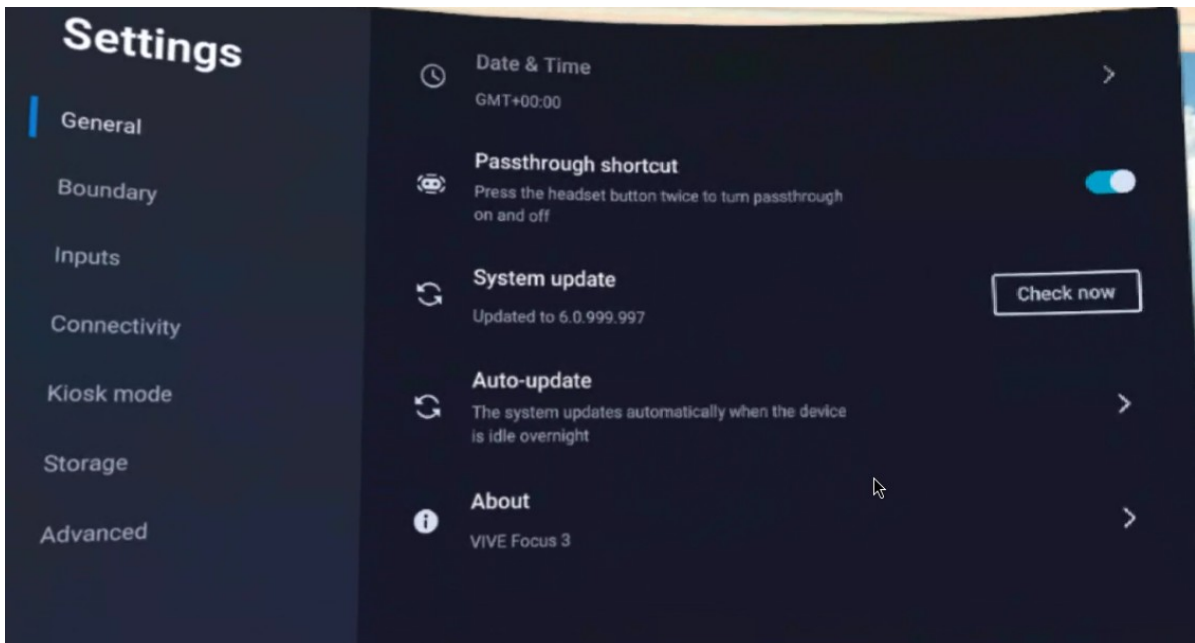 Settings
General
Boundary
Inputs
Connectivity
Kiosk mode
Storage
Advanced
Date & Time
GMT+00:00
Passthrough shortcut
Press the headset button twice to turn passthrough
on and off
System update
Updated to 6.0.999.997
Check now
Auto-update
The system updates automatically when the device
is idle overnight
About
VIVE Focus 3